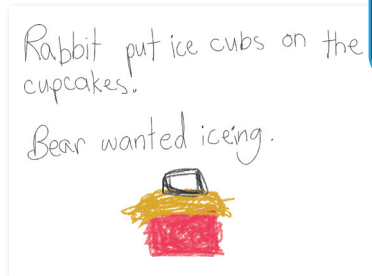 Rabbit put ice cubs on the
cupcakes.
Bear wanted iceing.